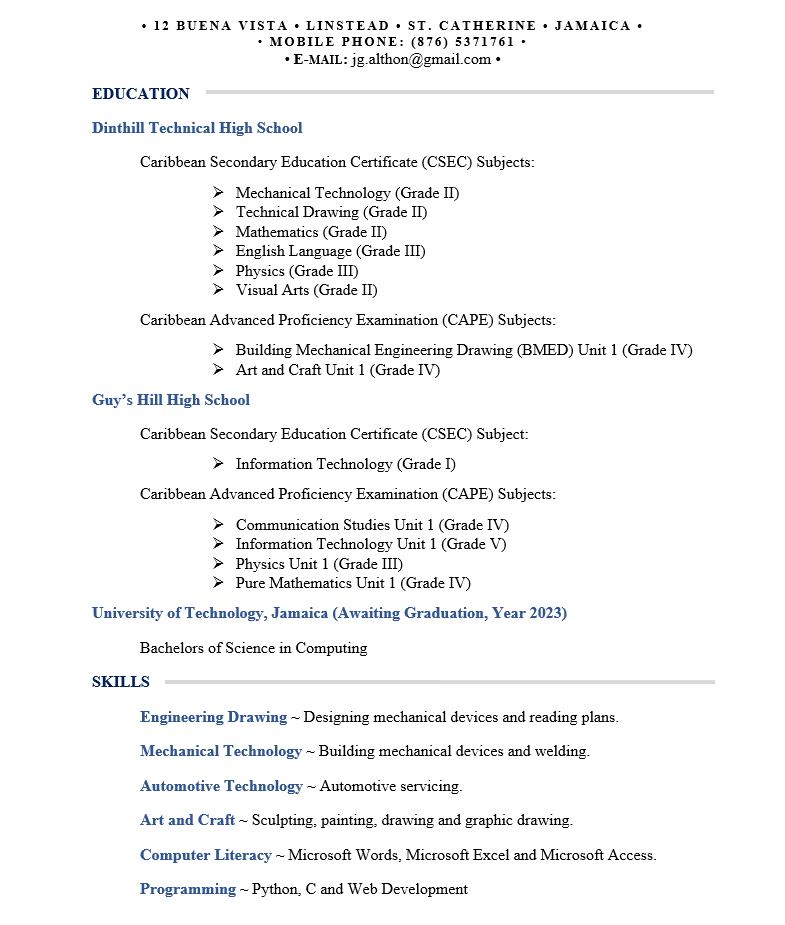 • 12 BUENA VISTA • LINSTEAD • ST. CATHERINE • JAMAICA •
• MOBILE PHONE: (876) 5371761 •
• E-MAIL: jg.althon@gmail.com •
EDUCATION
Dinthill Technical High School
Caribbean Secondary Education Certificate (CSEC) Subjects:
➢ Mechanical Technology (Grade II)
➢ Technical Drawing (Grade II)
➢ Mathematics (Grade II)
➢ English Language (Grade III)
➢ Physics (Grade III)
➢ Visual Arts (Grade II)
Caribbean Advanced Proficiency Examination (CAPE) Subjects:
➢ Building Mechanical Engineering Drawing (BMED) Unit 1 (Grade IV)
➢ Art and Craft Unit 1 (Grade IV)
Guy’s Hill High School
Caribbean Secondary Education Certificate (CSEC) Subject:
➢ Information Technology (Grade I)
Caribbean Advanced Proficiency Examination (CAPE) Subjects:
➢ Communication Studies Unit 1 (Grade IV)
➢ Information Technology Unit 1 (Grade V)
➢ Physics Unit 1 (Grade III)
➢ Pure Mathematics Unit 1 (Grade IV)
University of Technology, Jamaica (Awaiting Graduation, Year 2023)
Bachelors of Science in Computing
SKILLS
Engineering Drawing ~ Designing mechanical devices and reading plans.
Mechanical Technology ~ Building mechanical devices and welding.
Automotive Technology ~ Automotive servicing.
Art and Craft ~ Sculpting, painting, drawing and graphic drawing.
Computer Literacy ~ Microsoft Words, Microsoft Excel and Microsoft Access.
Programming ~ Python, C and Web Development